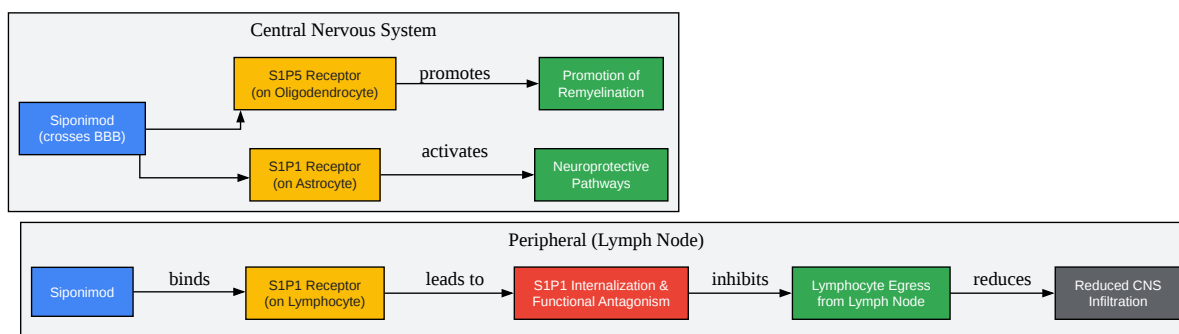 Central Nervous System
S1P5 Receptor
(on Oligodendrocyte)
promotes
Promotion of
Remyelination
Siponimod
(crosses BBB)
S1P1 Receptor
(on Astrocyte)
activates
Neuroprotective
Pathways
Peripheral (Lymph Node)
Siponimod
binds
S1P1 Receptor
(on Lymphocyte)
leads to
S1P1 Internalization &
Functional Antagonism
inhibits
Lymphocyte Egress
from Lymph Node
reduces
Reduced CNS
Infiltration